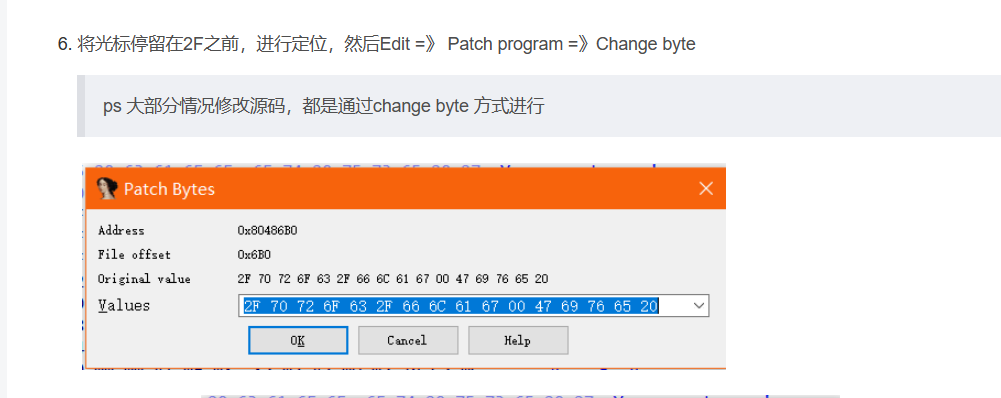 6. 将光标停留在2F之前，进行定位，然后Edit =》 Patch program =》Change byte
ps 大部分情况修改源码，都是通过change byte 方式进行
Patch Bytes
Address 0x80486B0
File offset 0x6B0
Original value 2F 70 72 6F 63 2F 66 6C 61 67 00 47 69 76 65 20
Values 2F 70 72 6F 63 2F 66 6C 61 67 00 47 69 76 65 20
OK Cancel Help